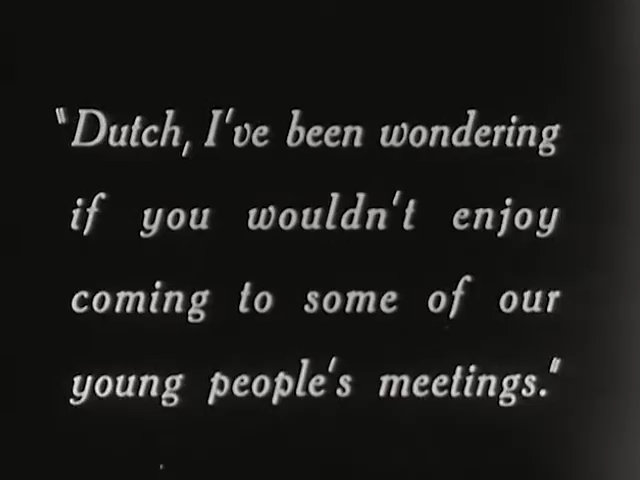 "Dutch, I've been wondering
if you wouldn't enjoy
coming to some of our
young people's meetings."